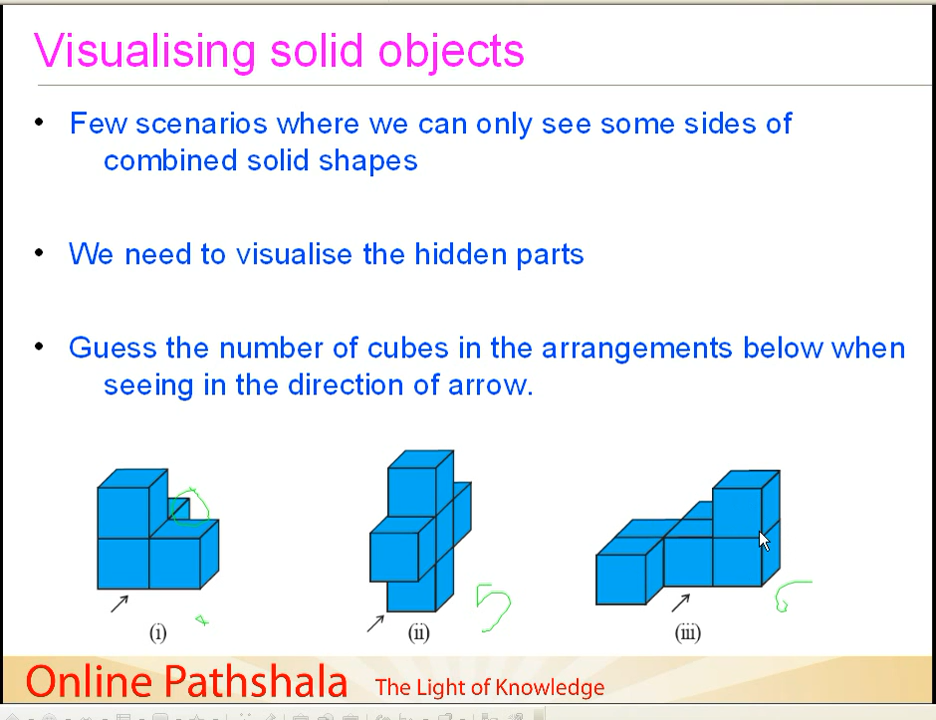 Visualising solid objects
• Few scenarios where we can only see some sides of
combined solid shapes
• We need to visualise the hidden parts
• Guess the number of cubes in the arrangements below when
seeing in the direction of arrow.
5
(i) (ii) (iii)
Online Pathshala The Light of Knowledge